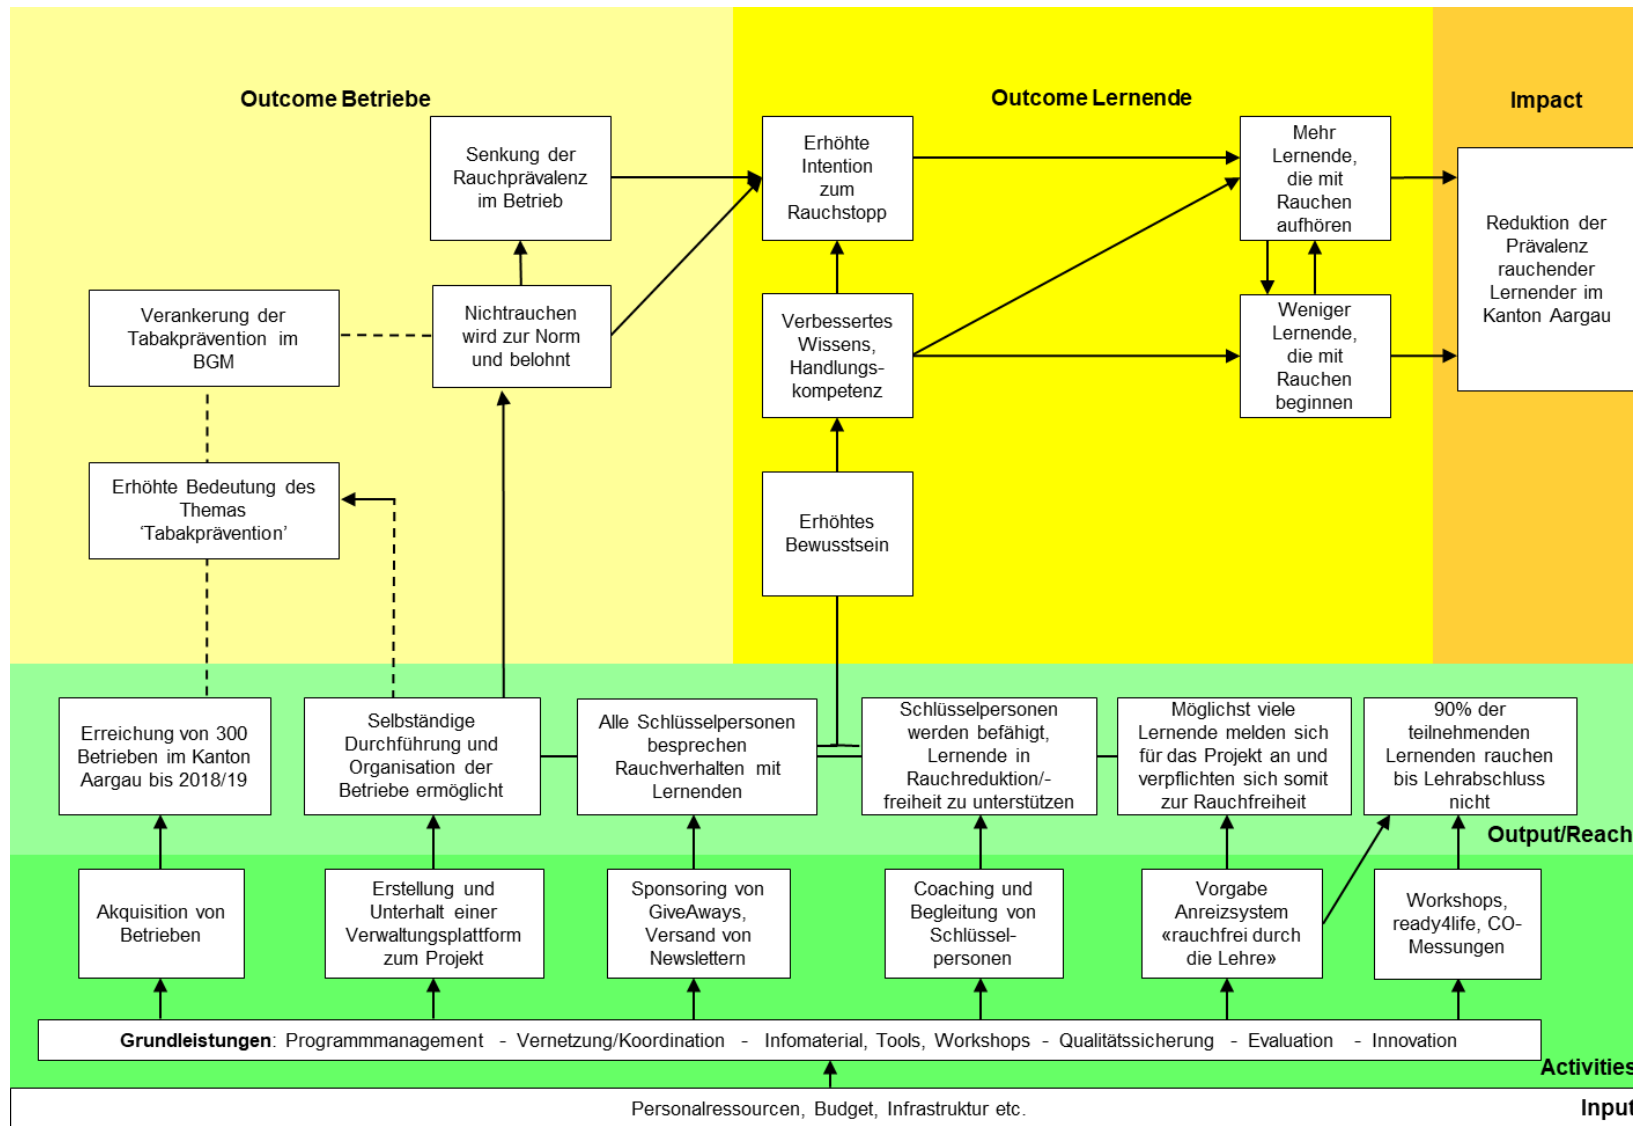 Outcome Betriebe
Outcome Lernende
Impact
Senkung der
Rauchprävalenz
im Betrieb
Erhöhte
Intention
zum
Rauchstopp
Mehr
Lernende,
die mit
Rauchen
aufhören
Reduktion der
Prävalenz
rauchender
Lernender im
Kanton Aargau
Verankerung der
Tabakprävention im
BGM
Nichtrauchen
wird zur Norm
und belohnt
Verbessertes
Wissens,
Handlungs-
kompetenz
Weniger
Lernende,
die mit
Rauchen
beginnen
Erhöhte Bedeutung des
Themas
‘Tabakprävention’
Erhöhtes
Bewusstsein
Erreichung von 300
Betrieben im Kanton
Aargau bis 2018/19
Selbständige
Durchführung und
Organisation der
Betriebe ermöglicht
Alle Schlüsselpersonen
besprechen
Rauchverhalten mit
Lernenden
Schlüsselpersonen
werden befähigt,
Lernende in
Rauchreduktion/-
freiheit zu unterstützen
Möglichst viele
Lernende melden sich
für das Projekt an und
verpflichten sich somit
zur Rauchfreiheit
90% der
teilnehmenden
Lernenden rauchen
bis Lehrabschluss
nicht
Output/Reach
Akquisition von
Betrieben
Erstellung und
Unterhalt einer
Verwaltungsplattform
zum Projekt
Sponsoring von
GiveAways,
Versand von
Newslettern
Coaching und
Begleitung von
Schlüssel-
personen
Vorgabe
Anreizsystem
«rauchfrei durch
die Lehre»
Workshops,
ready4life, CO-
Messungen
Grundleistungen: Programmmanagement - Vernetzung/Koordination - Infomaterial, Tools, Workshops - Qualitätssicherung - Evaluation - Innovation
Activities
Personalressourcen, Budget, Infrastruktur etc.
Input